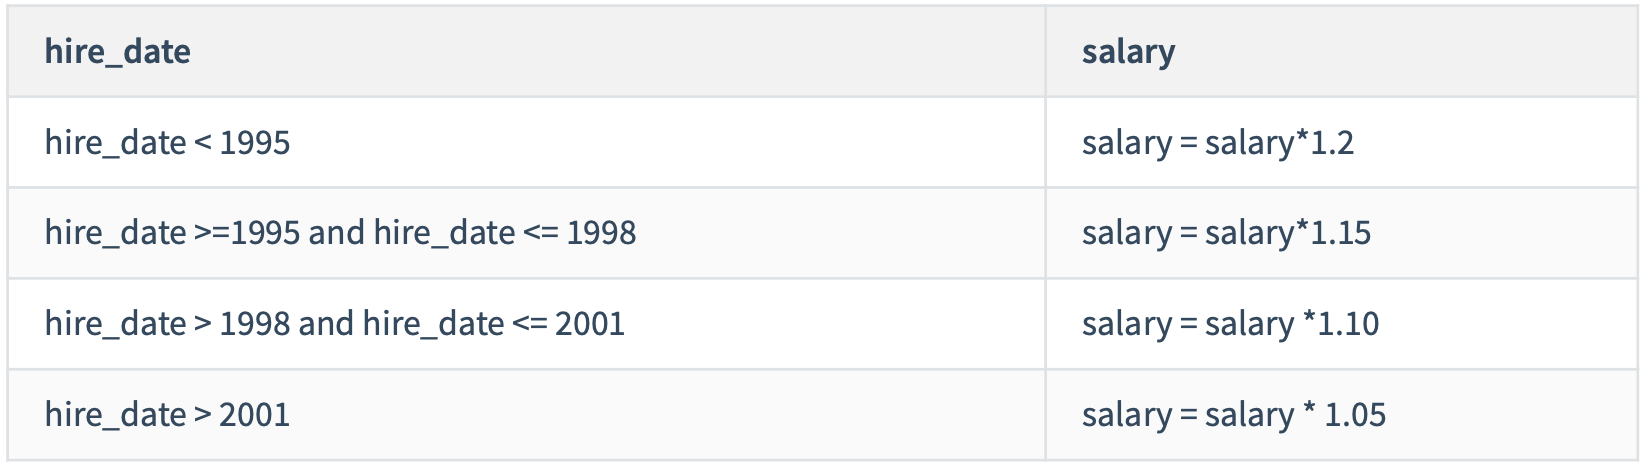 hire_date salary
hire_date < 1995 salary = salary*1.2
hire_date >=1995 and hire_date <= 1998 salary = salary*1.15
hire_date > 1998 and hire_date <= 2001 salary = salary *1.10
hire_date > 2001 salary = salary * 1.05